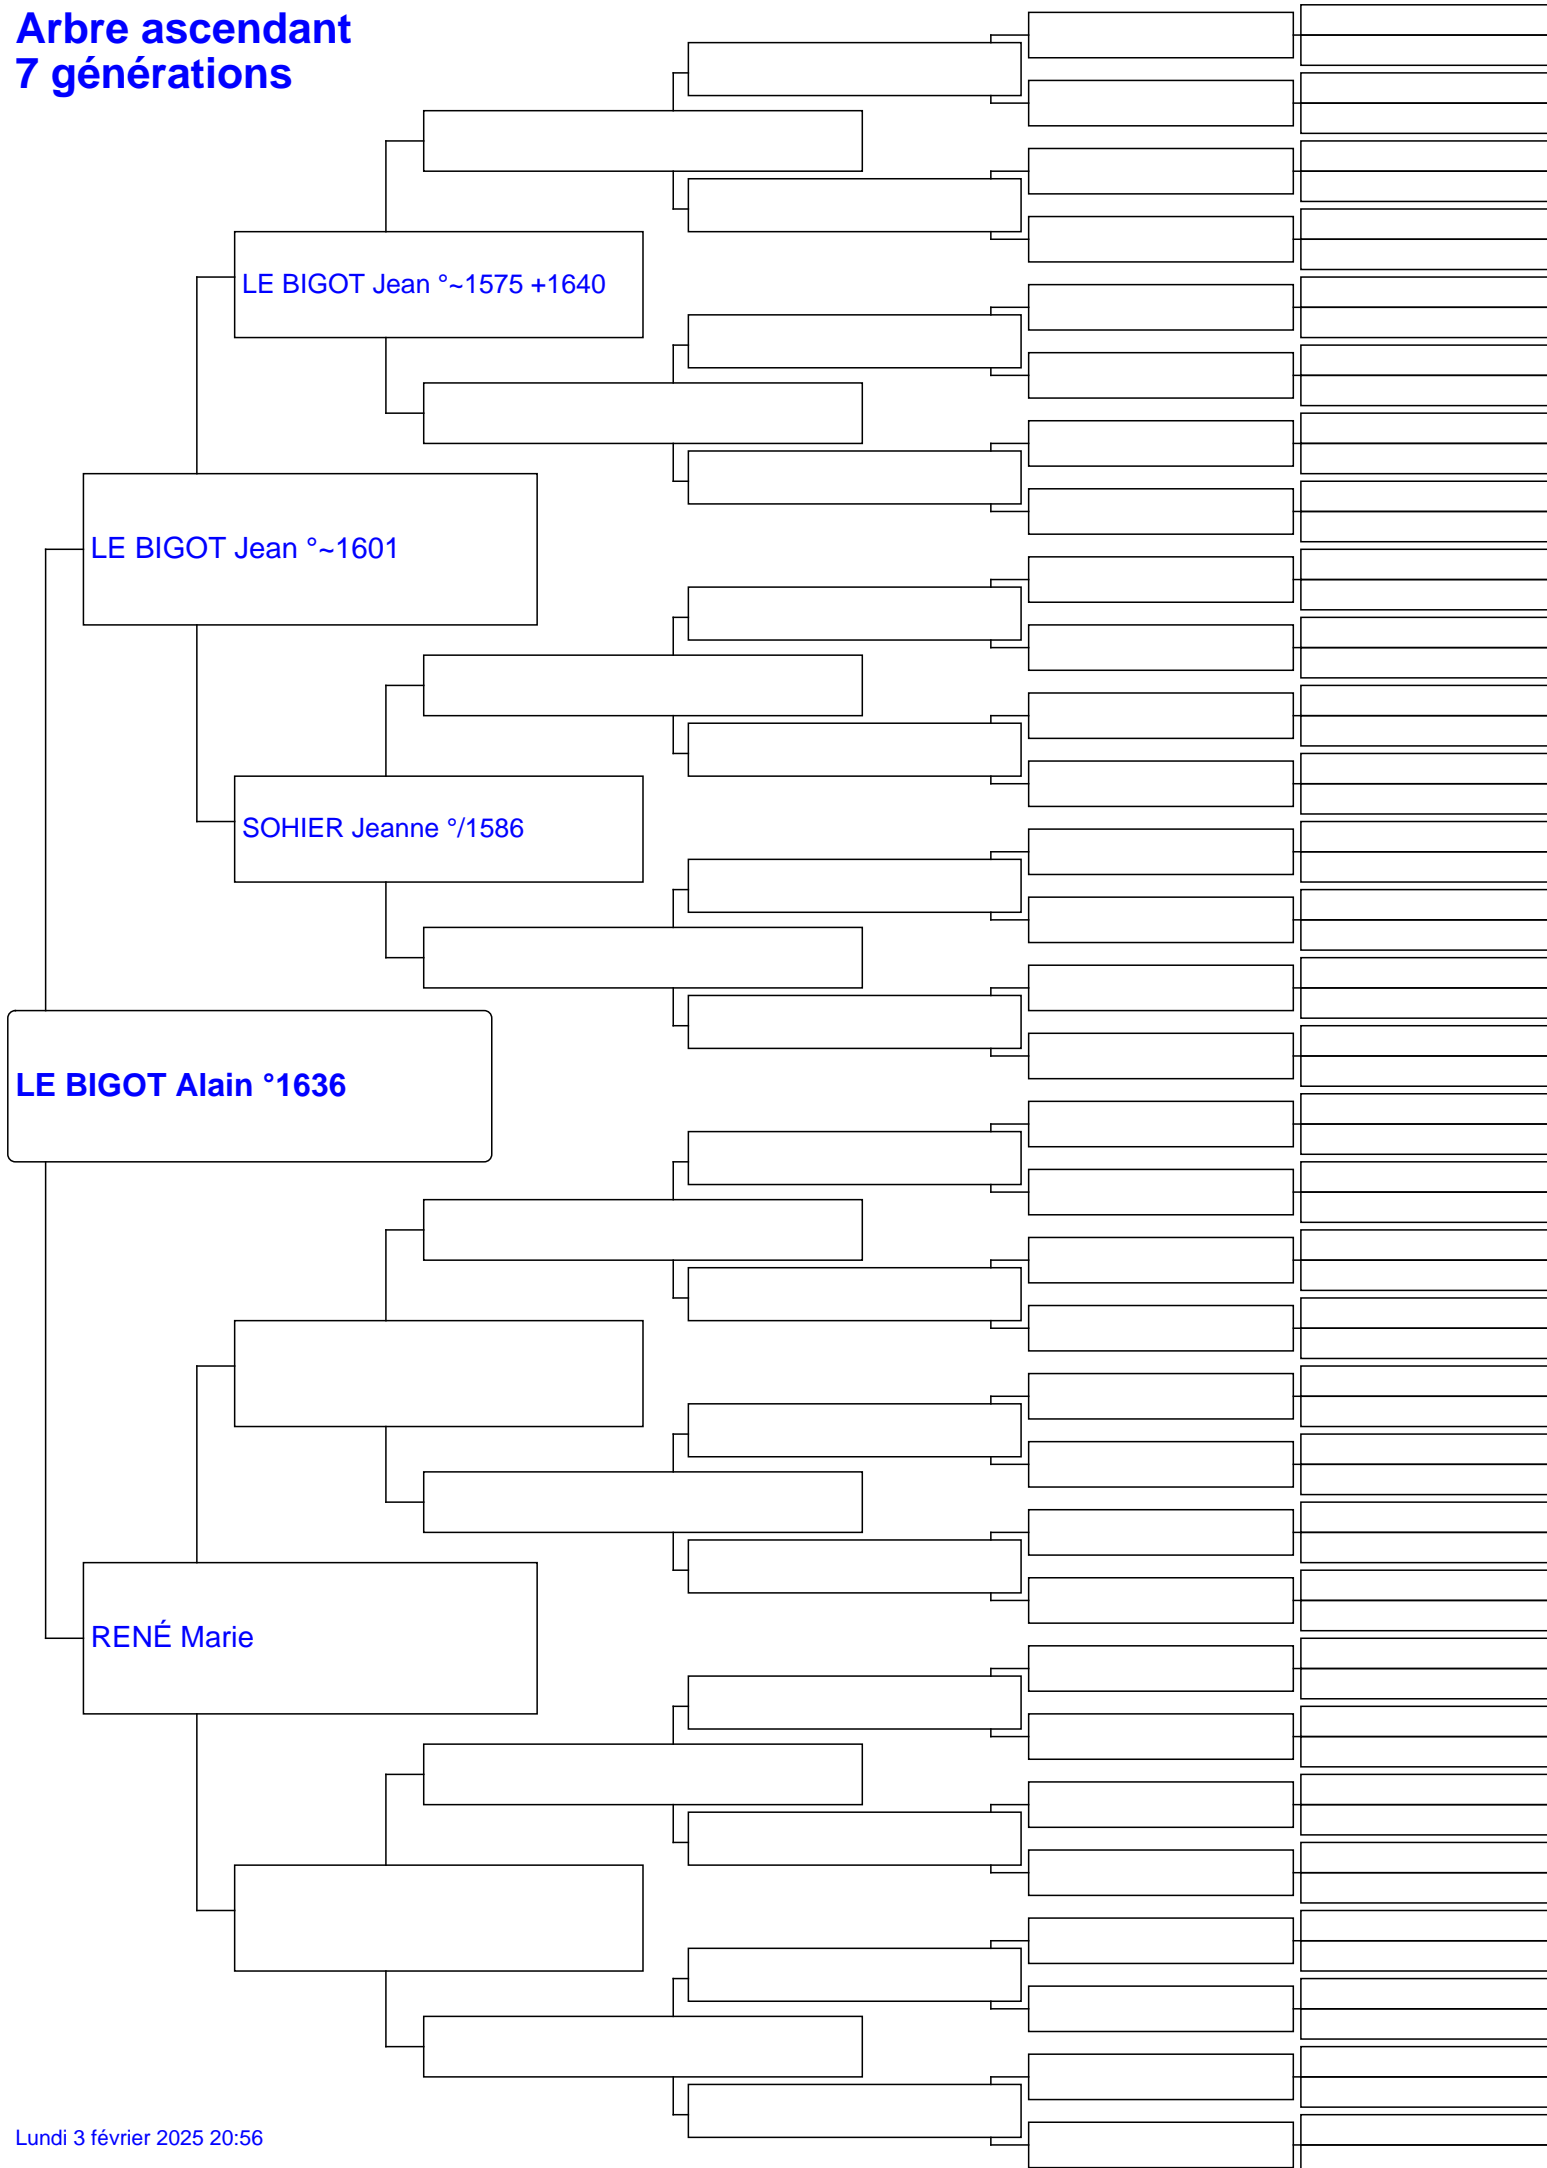 Arbre ascendant
7 générations
LE BIGOT Jean °~1575 +1640
LE BIGOT Jean °~1601
SOHIER Jeanne °/1586
LE BIGOT Alain °1636
RENÉ Marie
Lundi 3 février 2025 20:56